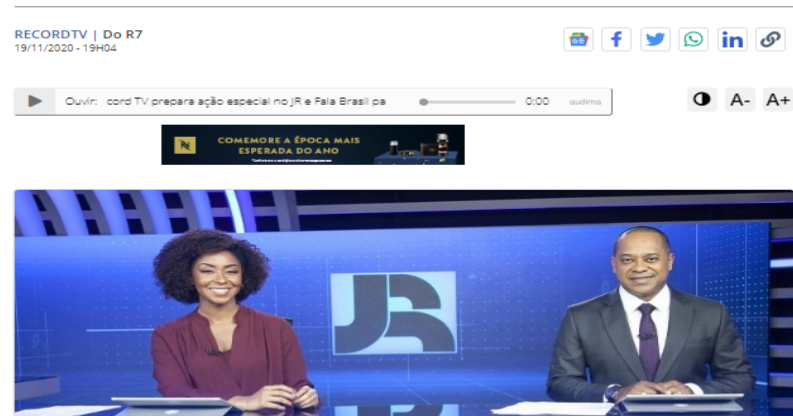 RECORDTV | Do R7
19/11/2020 - 19H04
Ouvir: cord TV prepara ação especial no JR e Fala Brasil pa 0:00 audima
A- A+
COMEMORE A ÉPOCA MAIS
ESPERADA DO ANO
JR